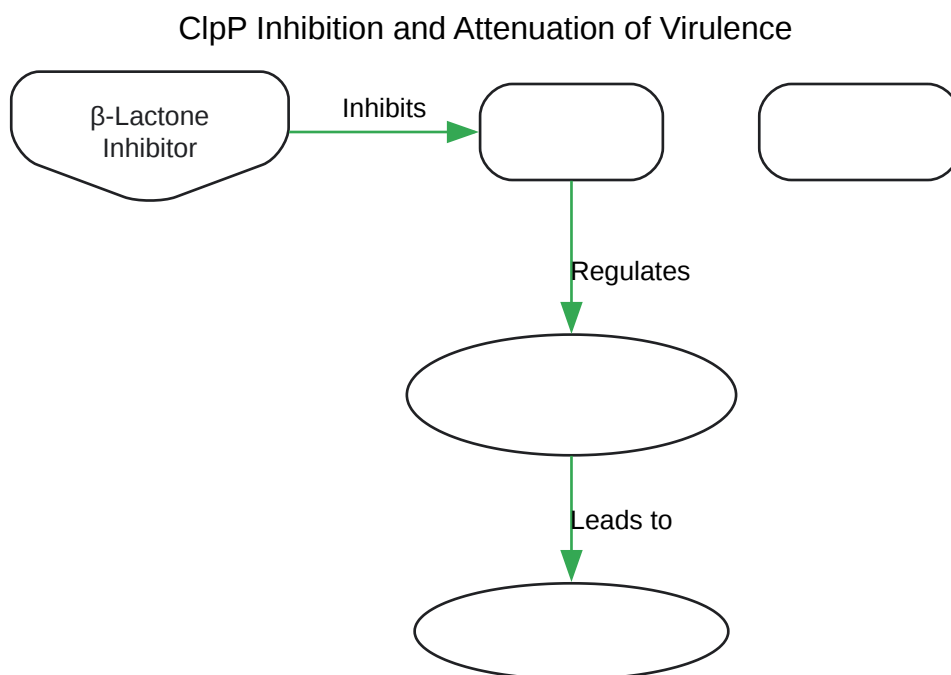 ClpP Inhibition and Attenuation of Virulence
β-Lactone
Inhibitor
Inhibits
Regulates
Leads to